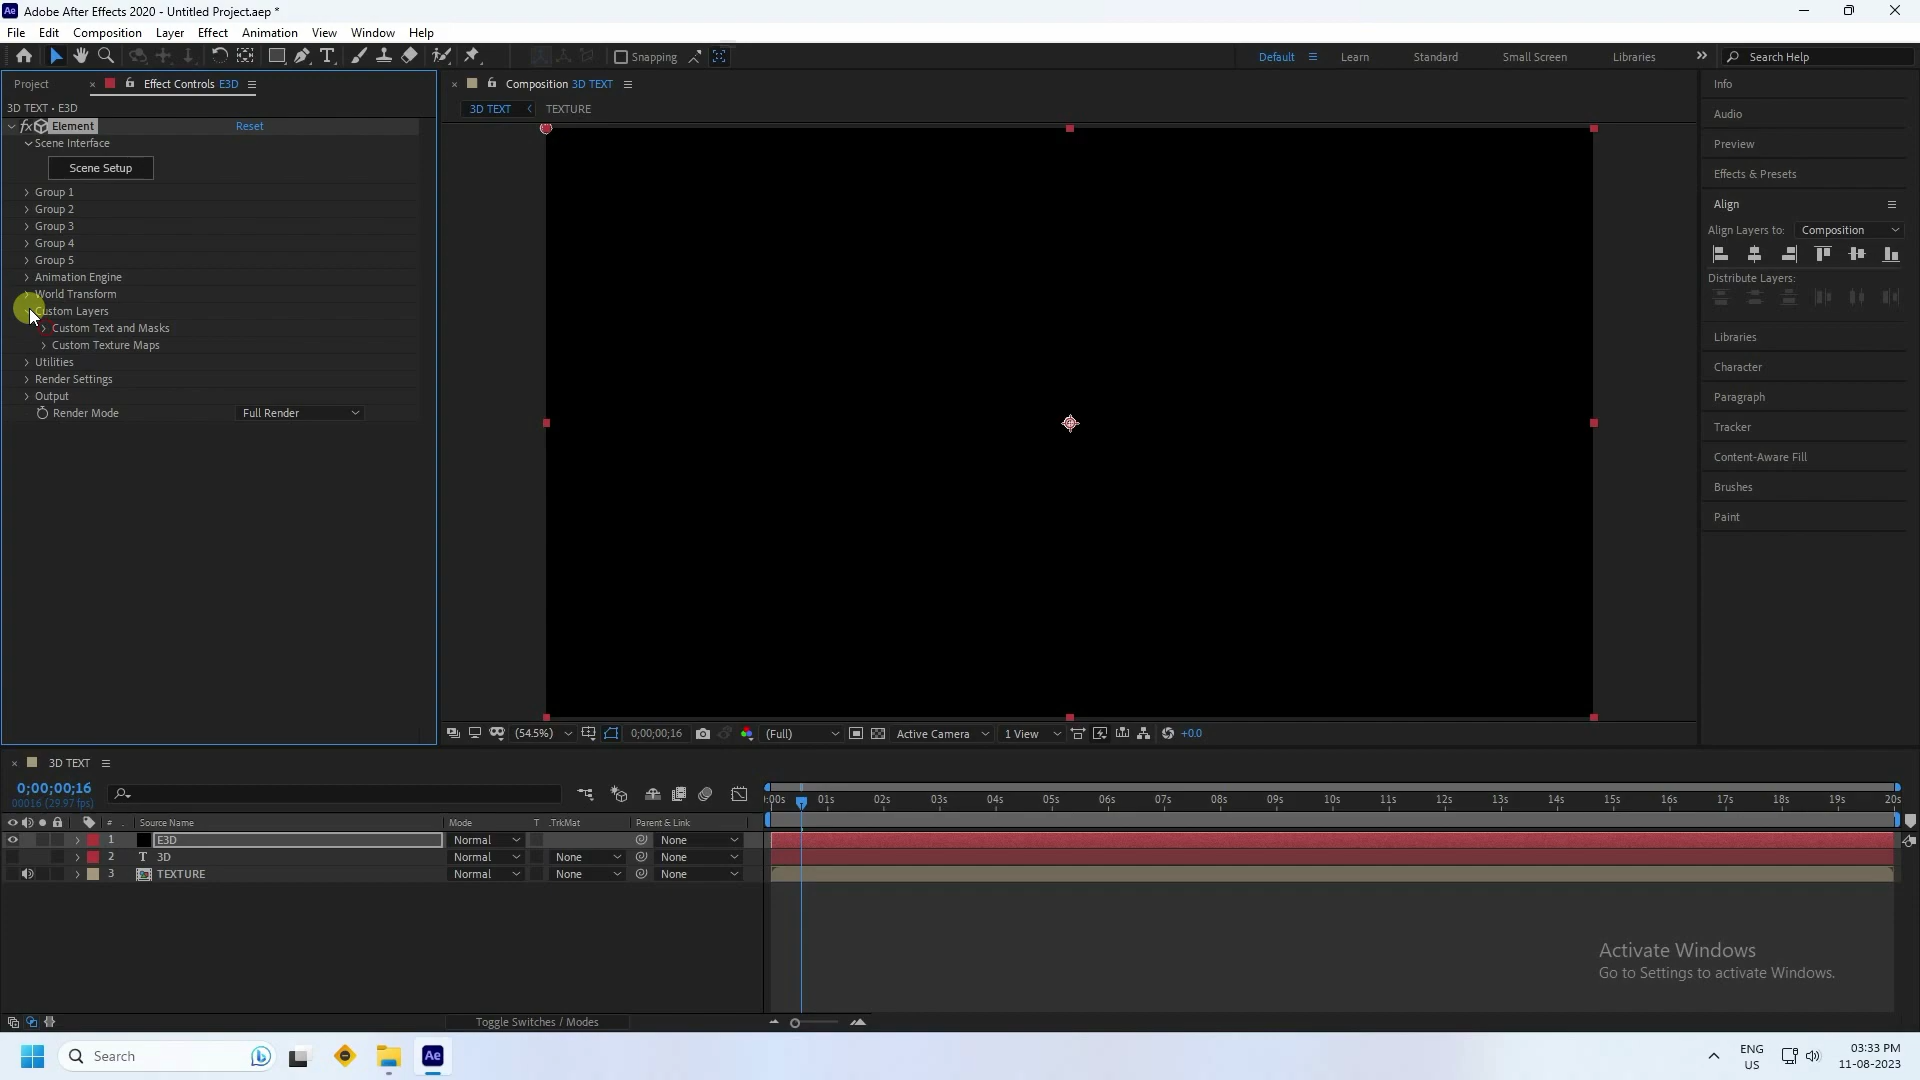 Ae Adobe After Effects 2020 - Untitled Project.aep *
File Edit Composition Layer Effect Animation View Window Help
Snapping Default Learn Standard Small Screen Libraries Search Help
Project Effect Controls E3D
3D TEXT • E3D
fx Element Reset
Scene Interface
Scene Setup
Group 1
Group 2
Group 3
Group 4
Group 5
Animation Engine
World Transform
Custom Layers
Custom Text and Masks
Custom Texture Maps
Utilities
Render Settings
Output
Render Mode Full Render
Composition 3D TEXT
3D TEXT TEXTURE
(54.5%) 0;00;00;16 (Full) Active Camera 1 View +0.0
Info
Audio
Preview
Effects & Presets
Align
Align Layers to: Composition
Distribute Layers:
Libraries
Character
Paragraph
Tracker
Content-Aware Fill
Brushes
Paint
3D TEXT
0;00;00;16
00016 (29.97 fps)
:00s 01s 02s 03s 04s 05s 06s 07s 08s 09s 10s 11s 12s 13s 14s 15s 16s 17s 18s 19s 20s
# Source Name Mode T .TrkMat Parent & Link
1 E3D Normal None
2 T 3D Normal None None
3 TEXTURE Normal None None
Activate Windows
Go to Settings to activate Windows.
Toggle Switches / Modes
Search Ae ENG
US
03:33 PM
11-08-2023